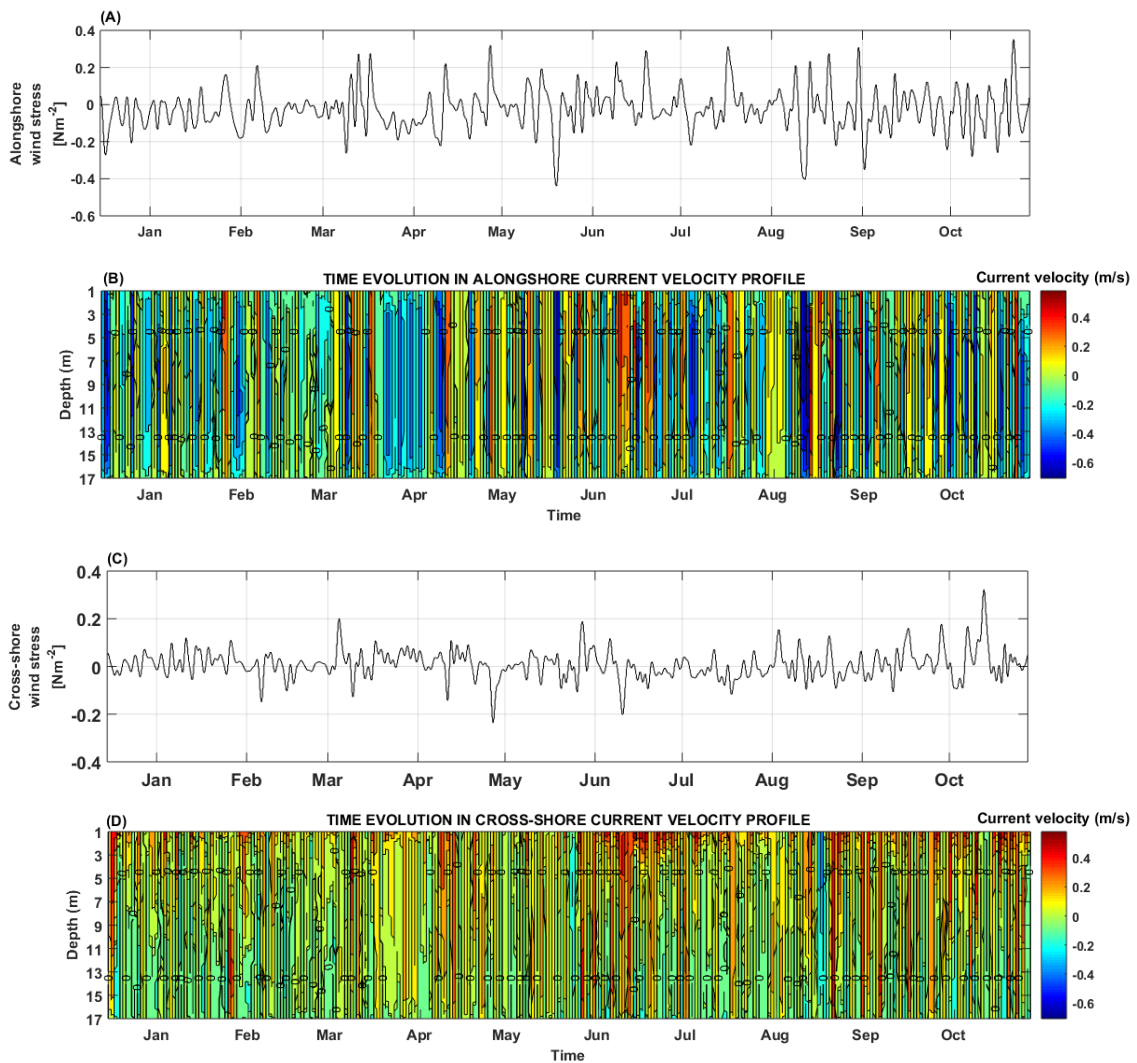 (A)
Alongshore
wind stress
[Nm-2]
0.4
0.2
0
-0.2
-0.4
-0.6
Jan Feb Mar Apr May Jun Jul Aug Sep Oct
(B)
TIME EVOLUTION IN ALONGSHORE CURRENT VELOCITY PROFILE
Current velocity (m/s)
Depth (m)
1
3
5
7
9
11
13
15
17
0.4
0.2
0
-0.2
-0.4
-0.6
Jan Feb Mar Apr May Jun Jul Aug Sep Oct
Time
(C)
Cross-shore
wind stress
[Nm-2]
0.4
0.2
0
-0.2
-0.4
Jan Feb Mar Apr May Jun Jul Aug Sep Oct
(D)
TIME EVOLUTION IN CROSS-SHORE CURRENT VELOCITY PROFILE
Current velocity (m/s)
Depth (m)
1
3
5
7
9
11
13
15
17
0.4
0.2
0
-0.2
-0.4
-0.6
Jan Feb Mar Apr May Jun Jul Aug Sep Oct
Time